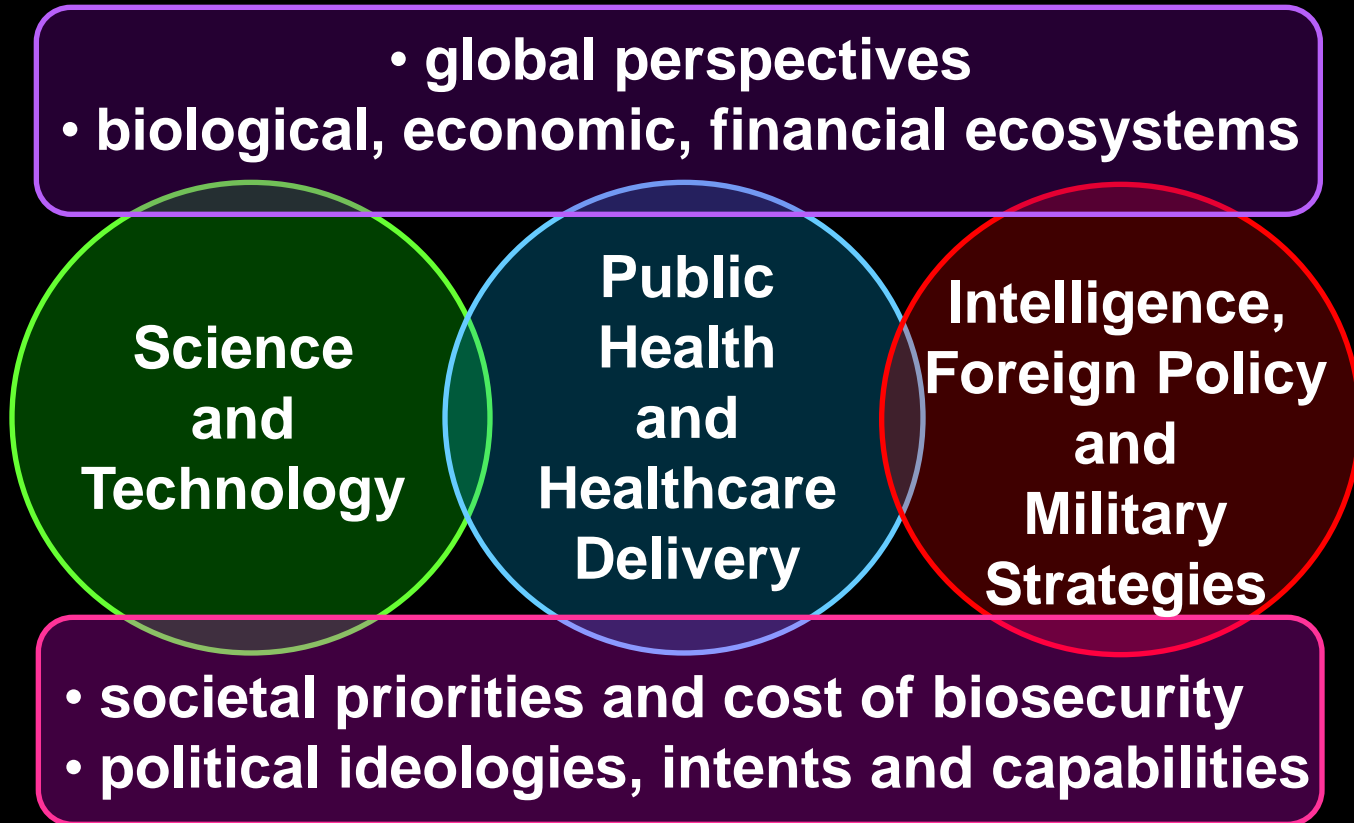 • global perspectives
• biological, economic, financial ecosystems
Science
and
Technology
Public
Health
and
Healthcare
Delivery
Intelligence,
Foreign Policy
and
Military
Strategies
• societal priorities and cost of biosecurity
• political ideologies, intents and capabilities